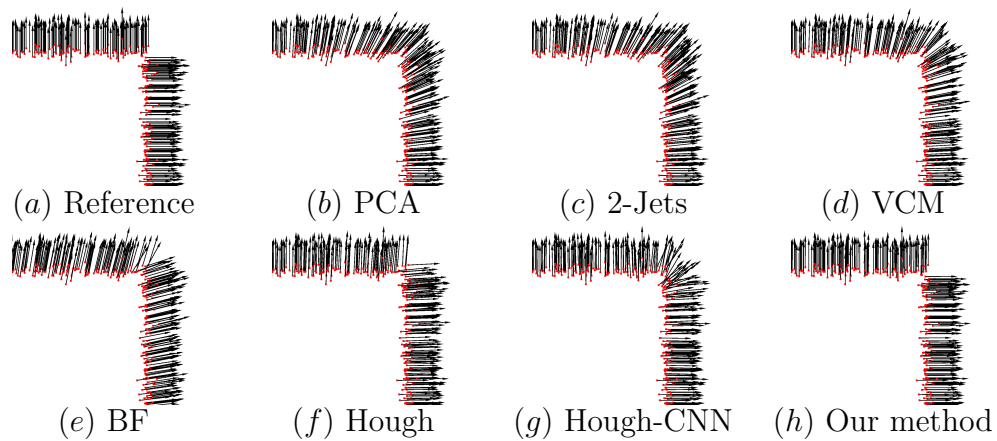 (a) Reference (b) PCA (c) 2-Jets (d) VCM
(e) BF (f) Hough (g) Hough-CNN (h) Our method